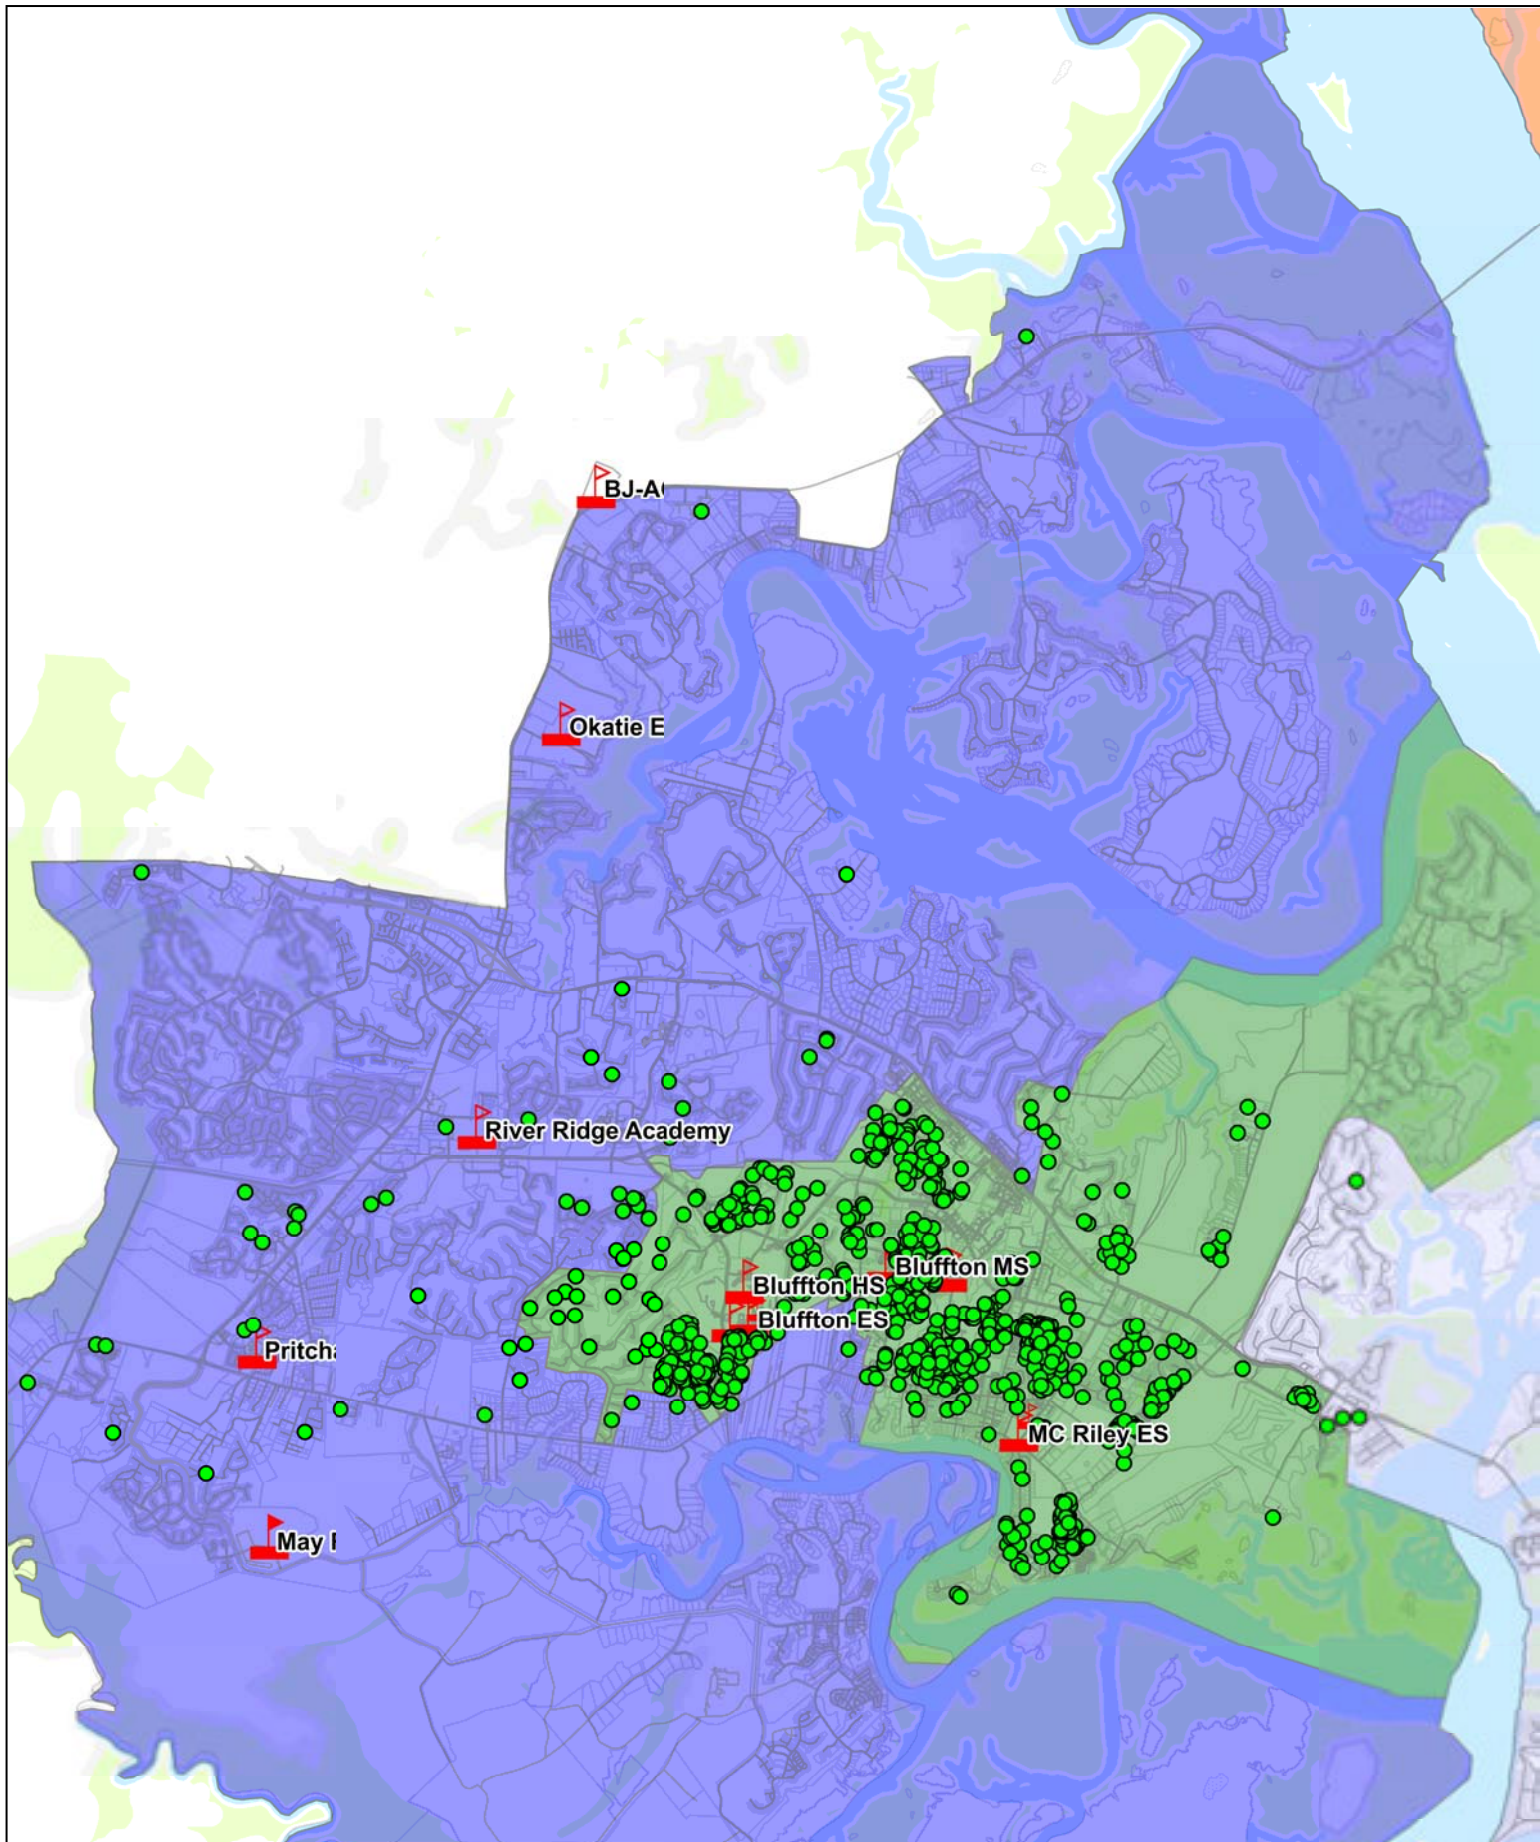 BJ-A
Okatie E
River Ridge Academy
Bluffton MS
Bluffton HS
Bluffton ES
Pritch
MC Riley ES
May